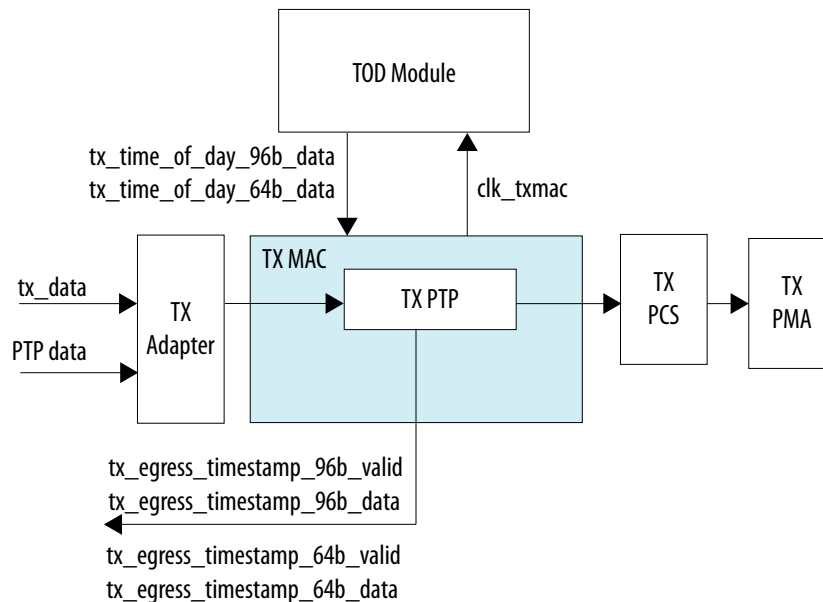 TOD Module
tx_time_of_day_96b_data
tx_time_of_day_64b_data
clk_txmac
TX MAC
tx_data
PTP data
TX
Adapter
TX PTP
TX
PCS
TX
PMA
tx_egress_timestamp_96b_valid
tx_egress_timestamp_96b_data
tx_egress_timestamp_64b_valid
tx_egress_timestamp_64b_data